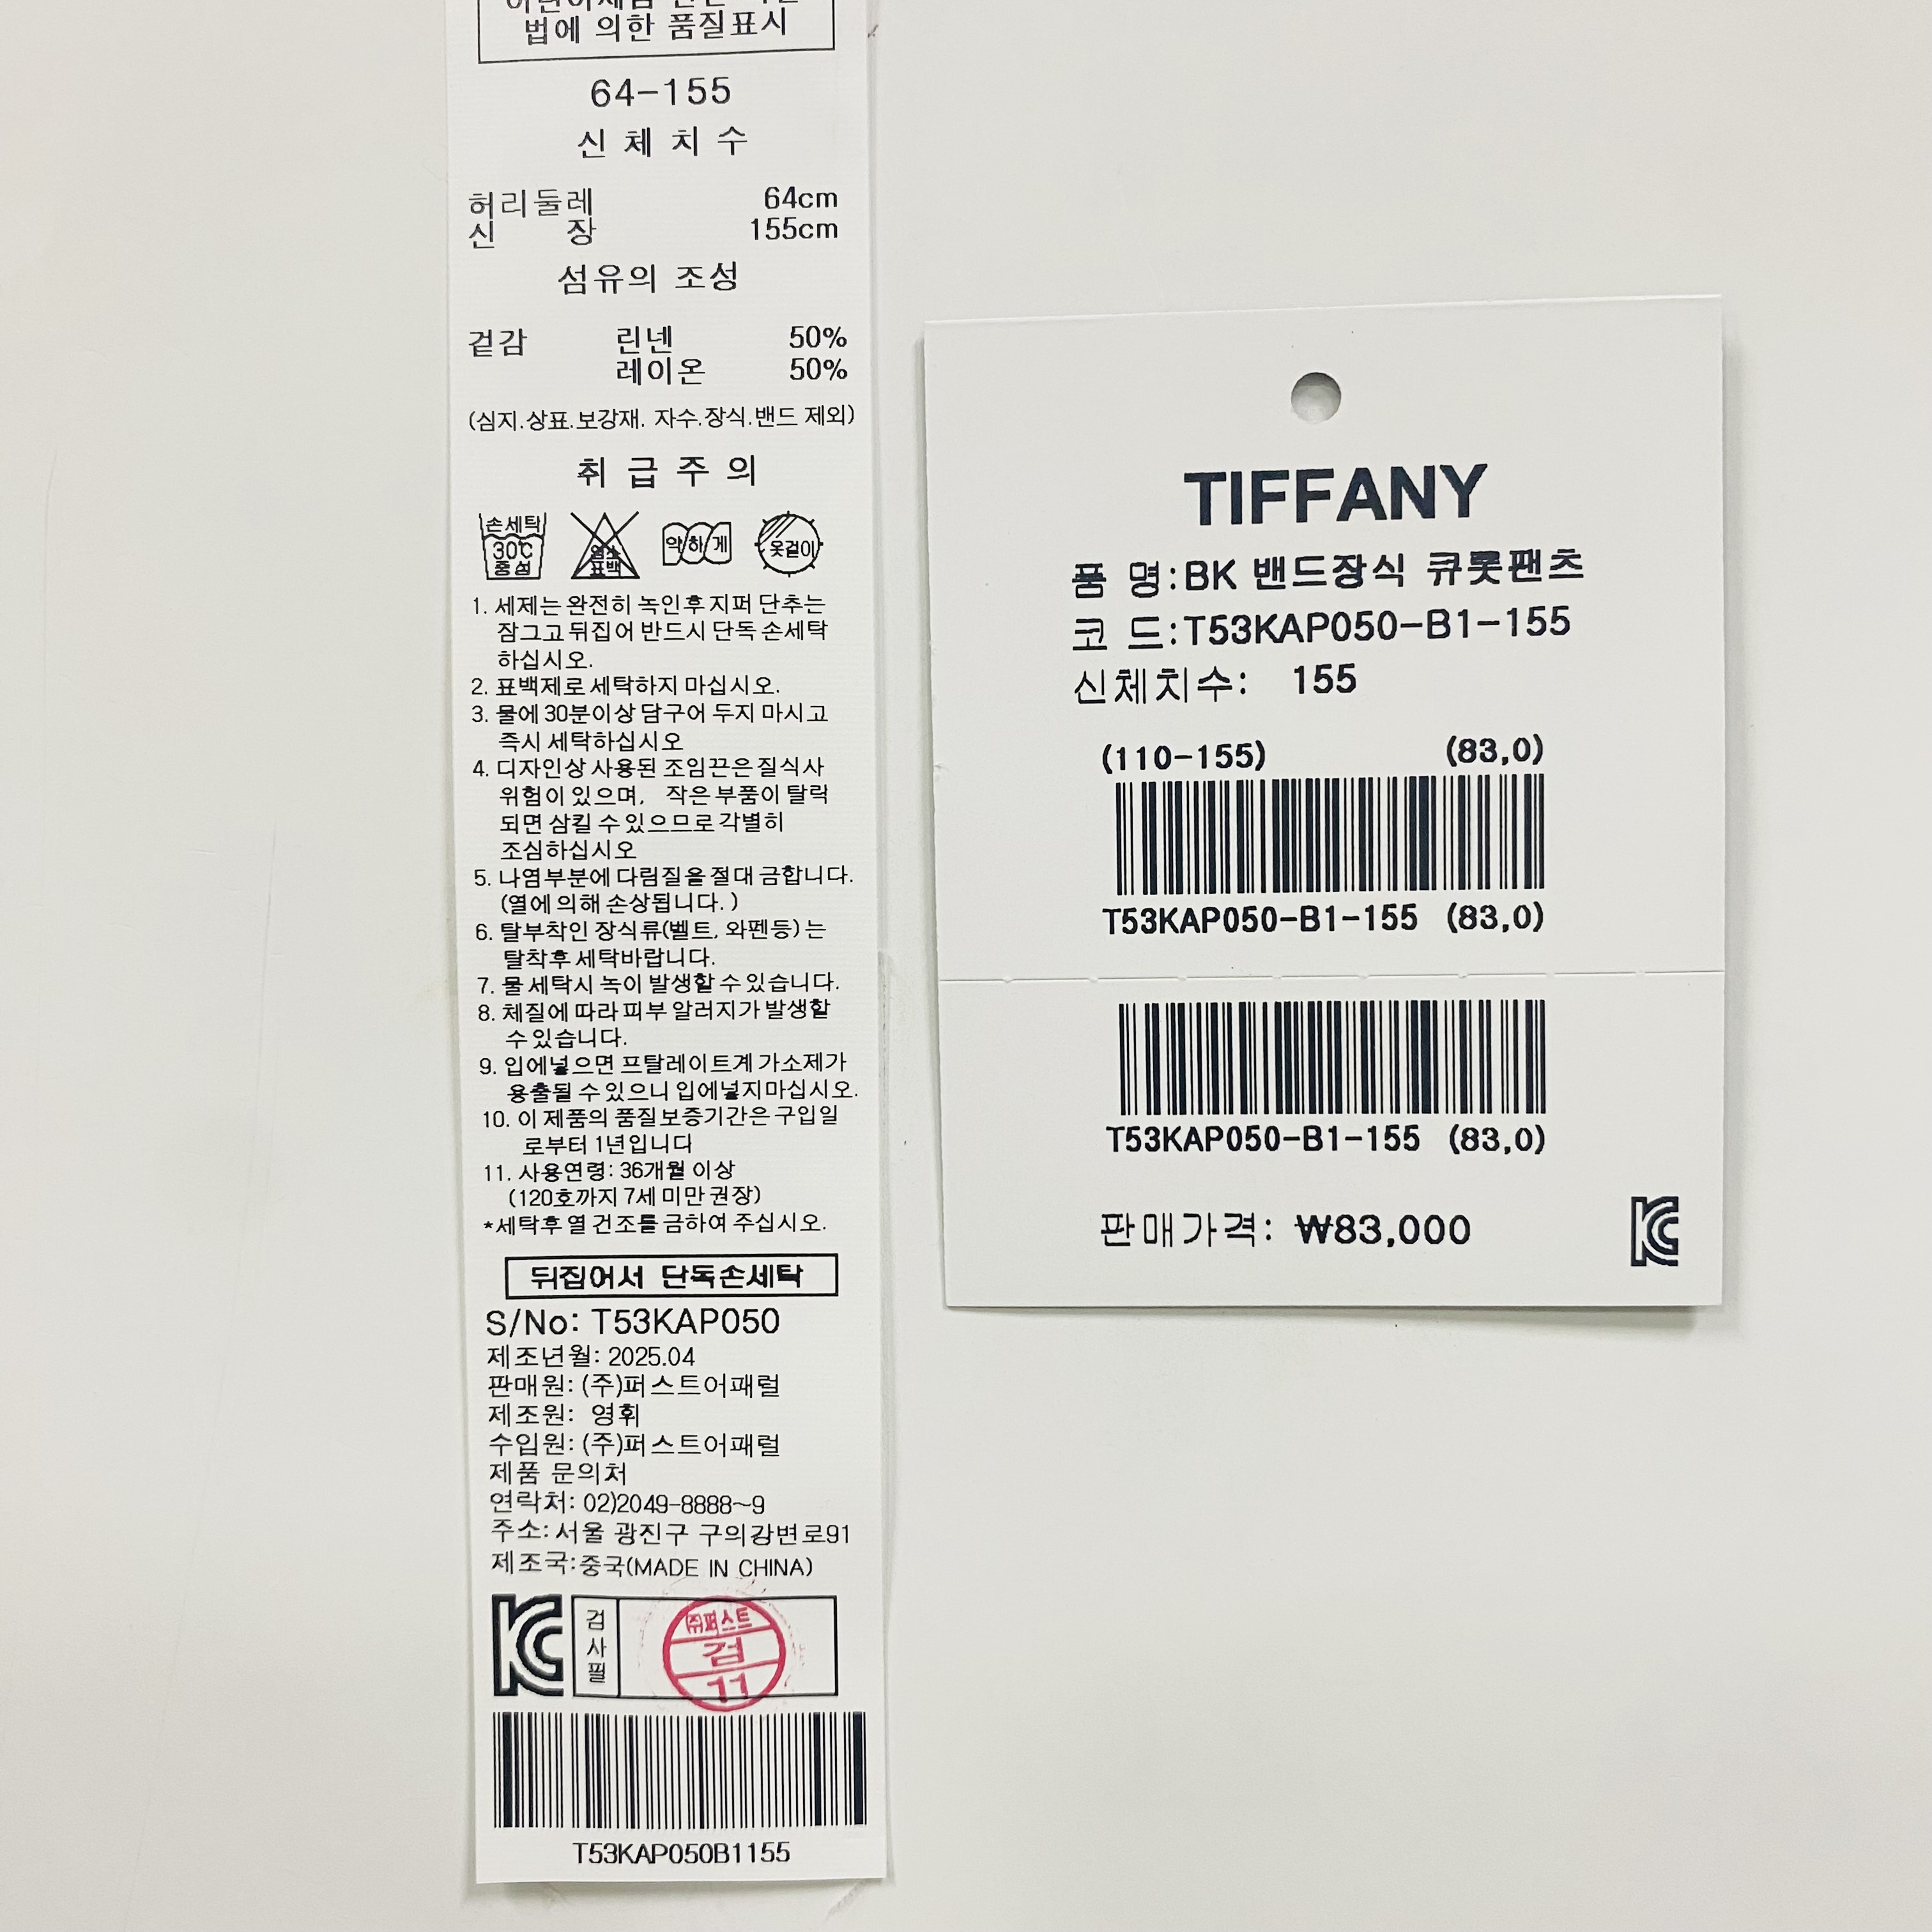 법에 의한 품질표시
64-155
신 체 치 수
허리둘레 64cm
신 장 155cm
섬유의 조성
겉감 린넨 50%
레이온 50%
(심지.상표.보강재. 자수.장식.밴드 제외)
취 급 주 의
손세탁 30℃ 중성
염소 표백
약하게
옷걸이
1. 세제는 완전히 녹인후 지퍼 단추는
잠그고 뒤집어 반드시 단독 손세탁
하십시오.
2. 표백제로 세탁하지 마십시오.
3. 물에 30분이상 담구어 두지 마시고
즉시 세탁하십시오
4. 디자인상 사용된 조임끈은 질식사
위험이 있으며, 작은 부품이 탈락
되면 삼킬 수 있으므로 각별히
조심하십시오
5. 나염부분에 다림질을 절대 금합니다.
(열에 의해 손상됩니다. )
6. 탈부착인 장식류(벨트, 와펜등) 는
탈착후 세탁바랍니다.
7. 물 세탁시 녹이 발생할 수 있습니다.
8. 체질에 따라 피부 알러지가 발생할
수 있습니다.
9. 입에넣으면 프탈레이트계 가소제가
용출될 수 있으니 입에넣지마십시오.
10. 이 제품의 품질보증기간은 구입일
로부터 1년입니다
11. 사용연령: 36개월 이상
(120호까지 7세 미만 권장)
*세탁후 열 건조를 금하여 주십시오.
뒤집어서 단독손세탁
S/No: T53KAP050
제조년월: 2025.04
판매원: (주)퍼스트어패럴
제조원: 영휘
수입원: (주)퍼스트어패럴
제품 문의처
연락처: 02)2049-8888~9
주소: 서울 광진구 구의강변로91
제조국:중국(MADE IN CHINA)
KC 검사필
㈜퍼스트
검
11
T53KAP050B1155
TIFFANY
품 명:BK 밴드장식 큐롯팬츠
코 드:T53KAP050-B1-155
신체치수: 155
(110-155) (83,0)
T53KAP050-B1-155 (83,0)
T53KAP050-B1-155 (83,0)
판매가격: ₩83,000
KC